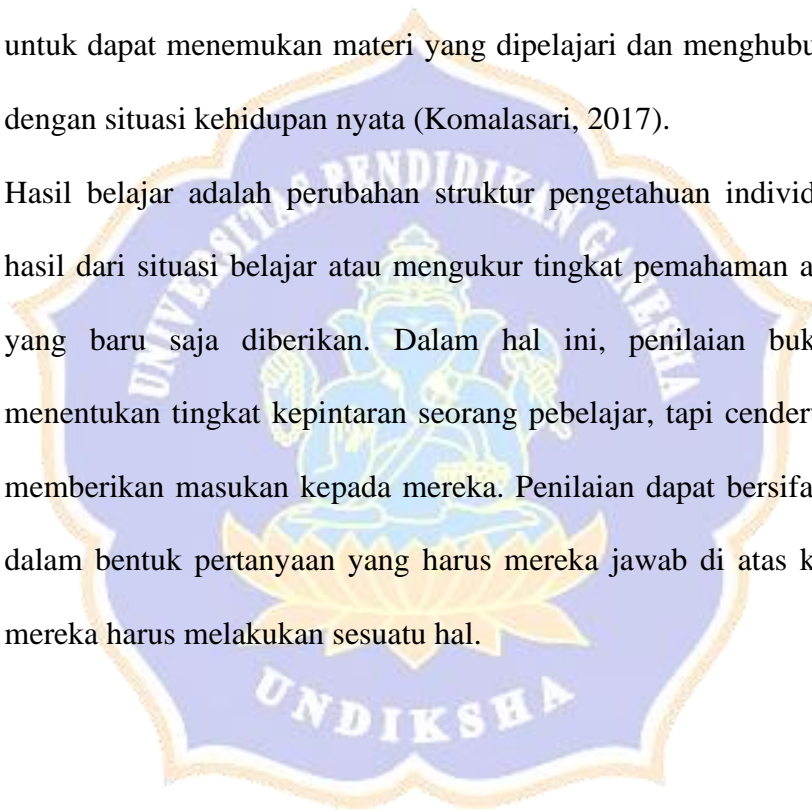 untuk dapat menemukan materi yang dipelajari dan menghubu
dengan situasi kehidupan nyata (Komalasari, 2017).
Hasil belajar adalah perubahan struktur pengetahuan individ
hasil dari situasi belajar atau mengukur tingkat pemahaman a
yang baru saja diberikan. Dalam hal ini, penilaian buk
menentukan tingkat kepintaran seorang pebelajar, tapi cender
memberikan masukan kepada mereka. Penilaian dapat bersifa
dalam bentuk pertanyaan yang harus mereka jawab di atas k
mereka harus melakukan sesuatu hal.
UNIVERSITAS PENDIDIKAN GANESHA
UNDIKSHA